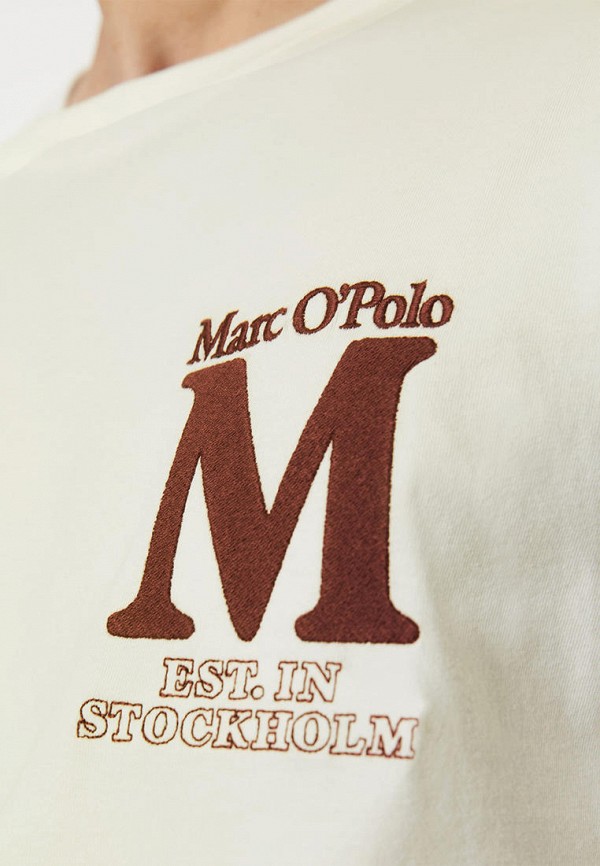 Marc O'Polo
M
EST. IN
STOCKHOLM